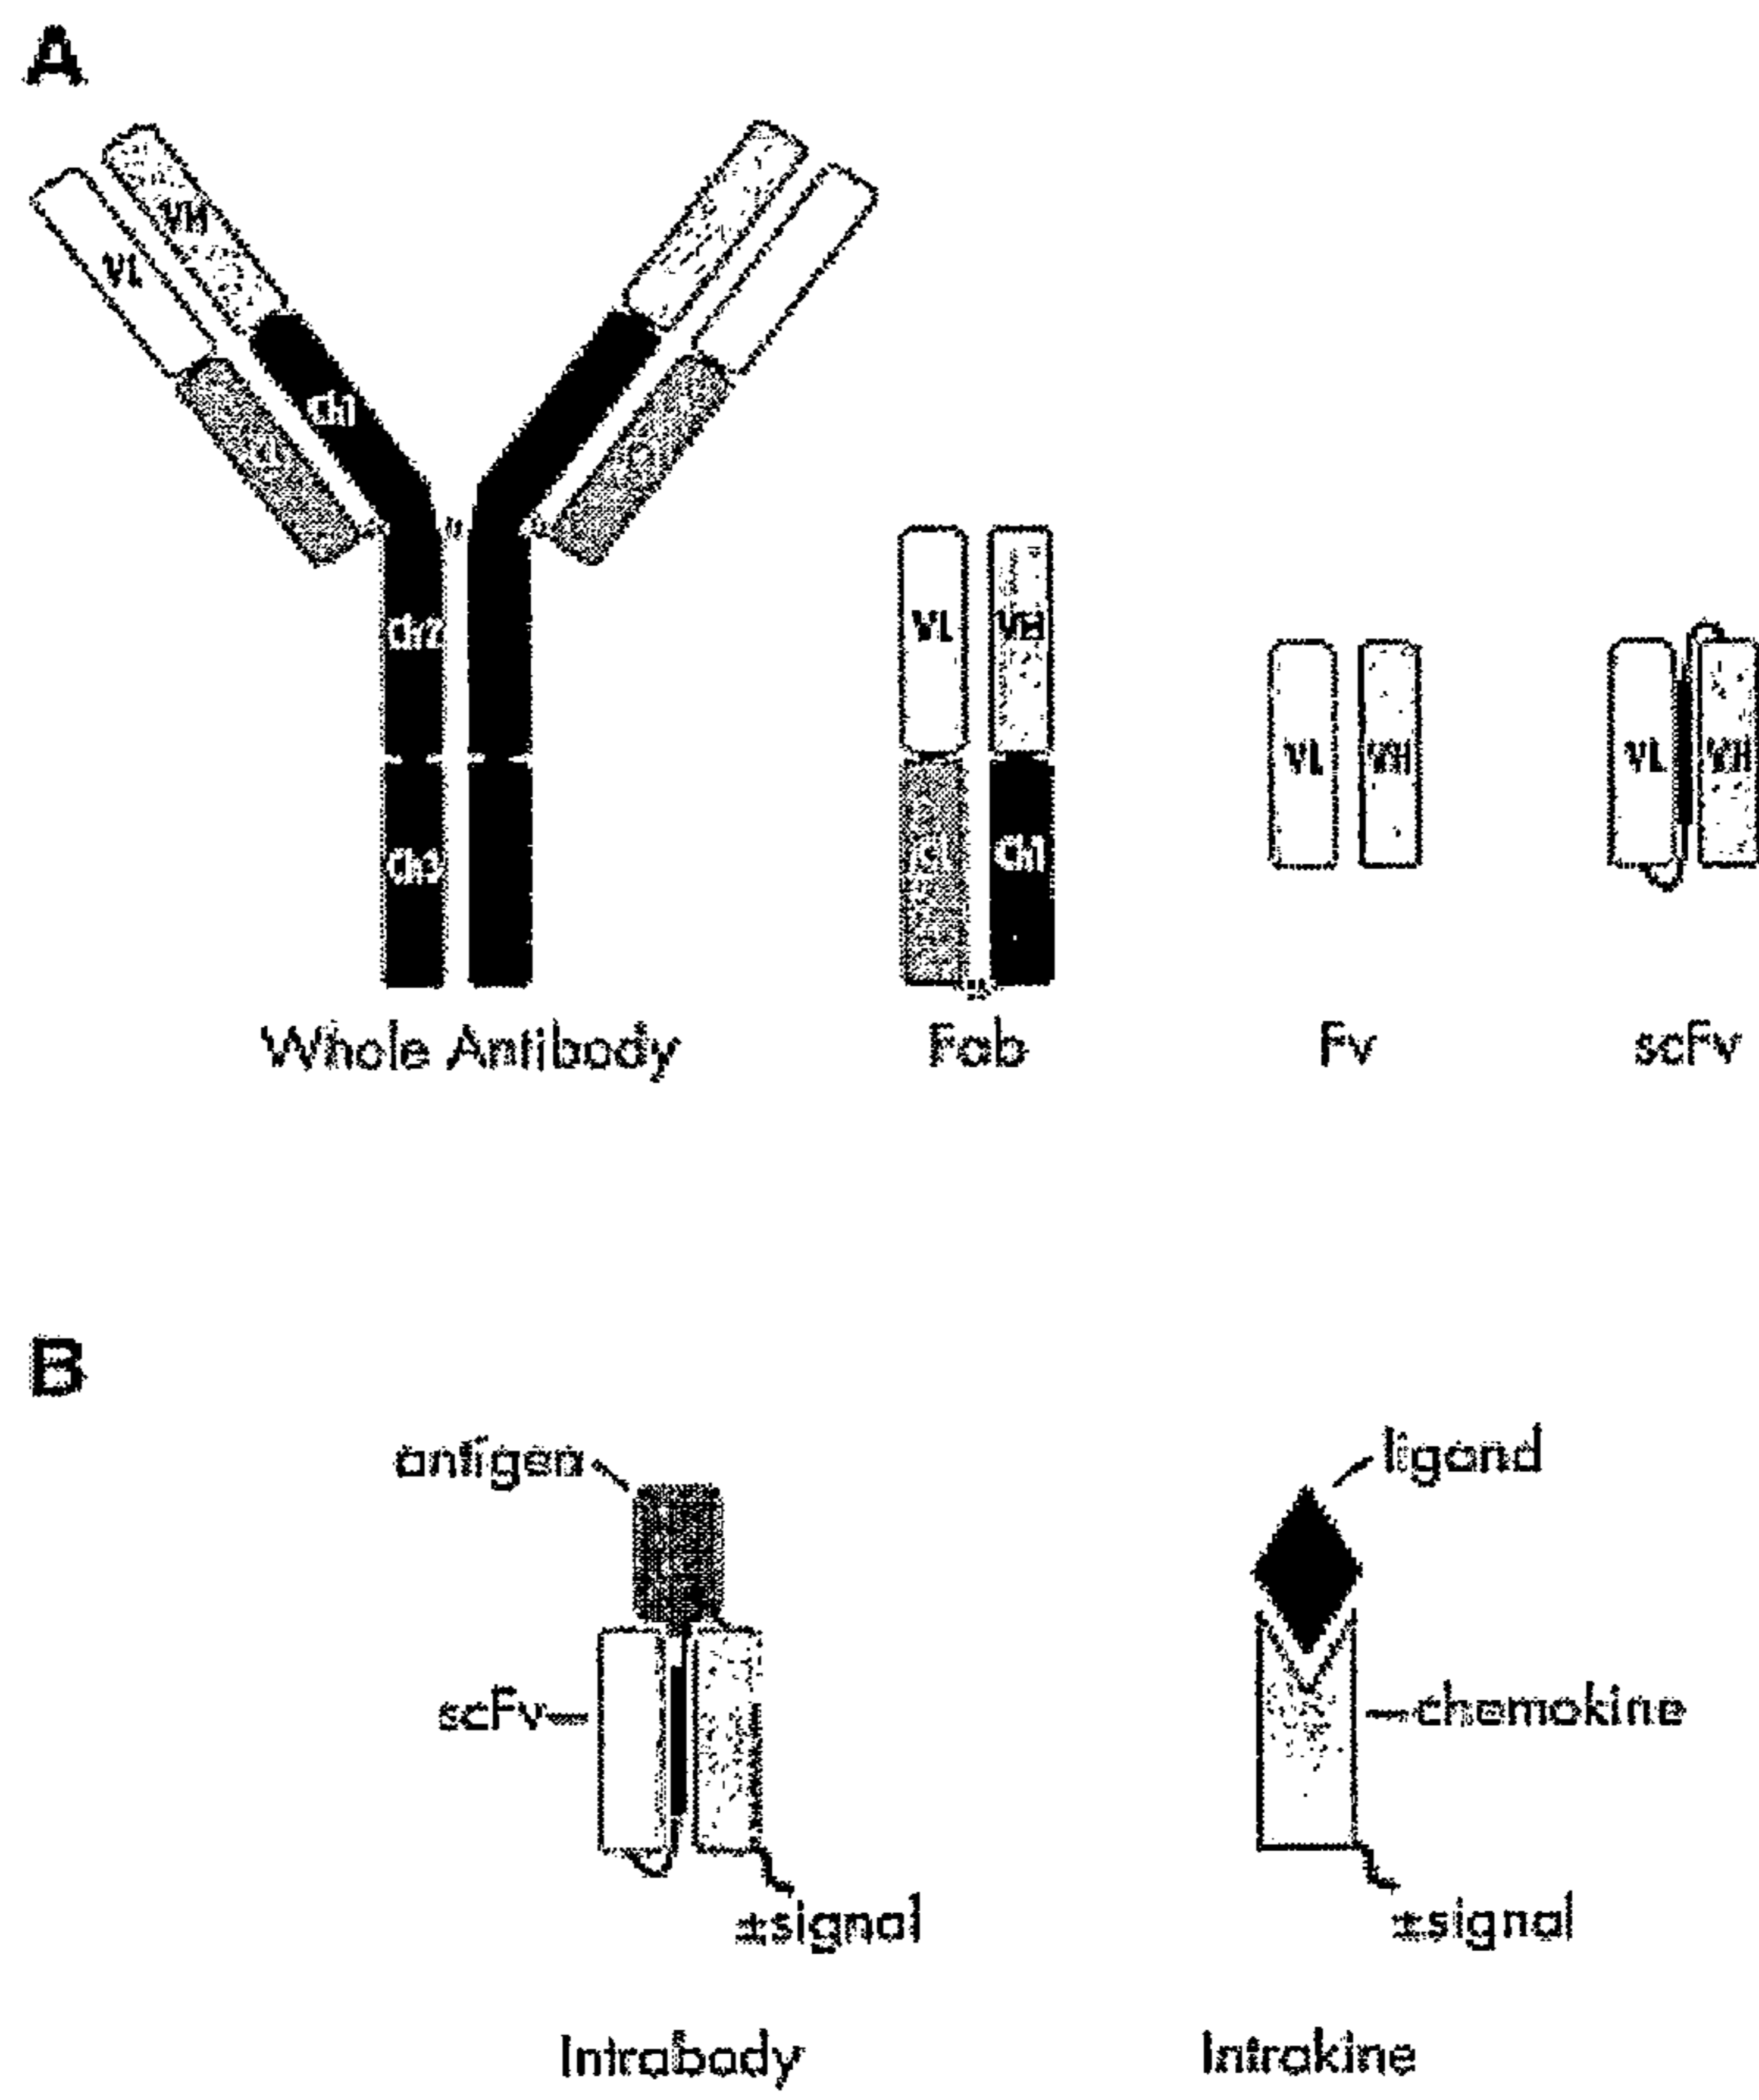 A
VH
VL
Ch1
CL
Ch2
Ch3
Whole Antibody
VL
VH
CL
Ch1
Fab
VL
VH
Fv
VL
VH
scFv
B
antigen
scFv
±signal
Intrabody
ligand
chemokine
±signal
Intrakine